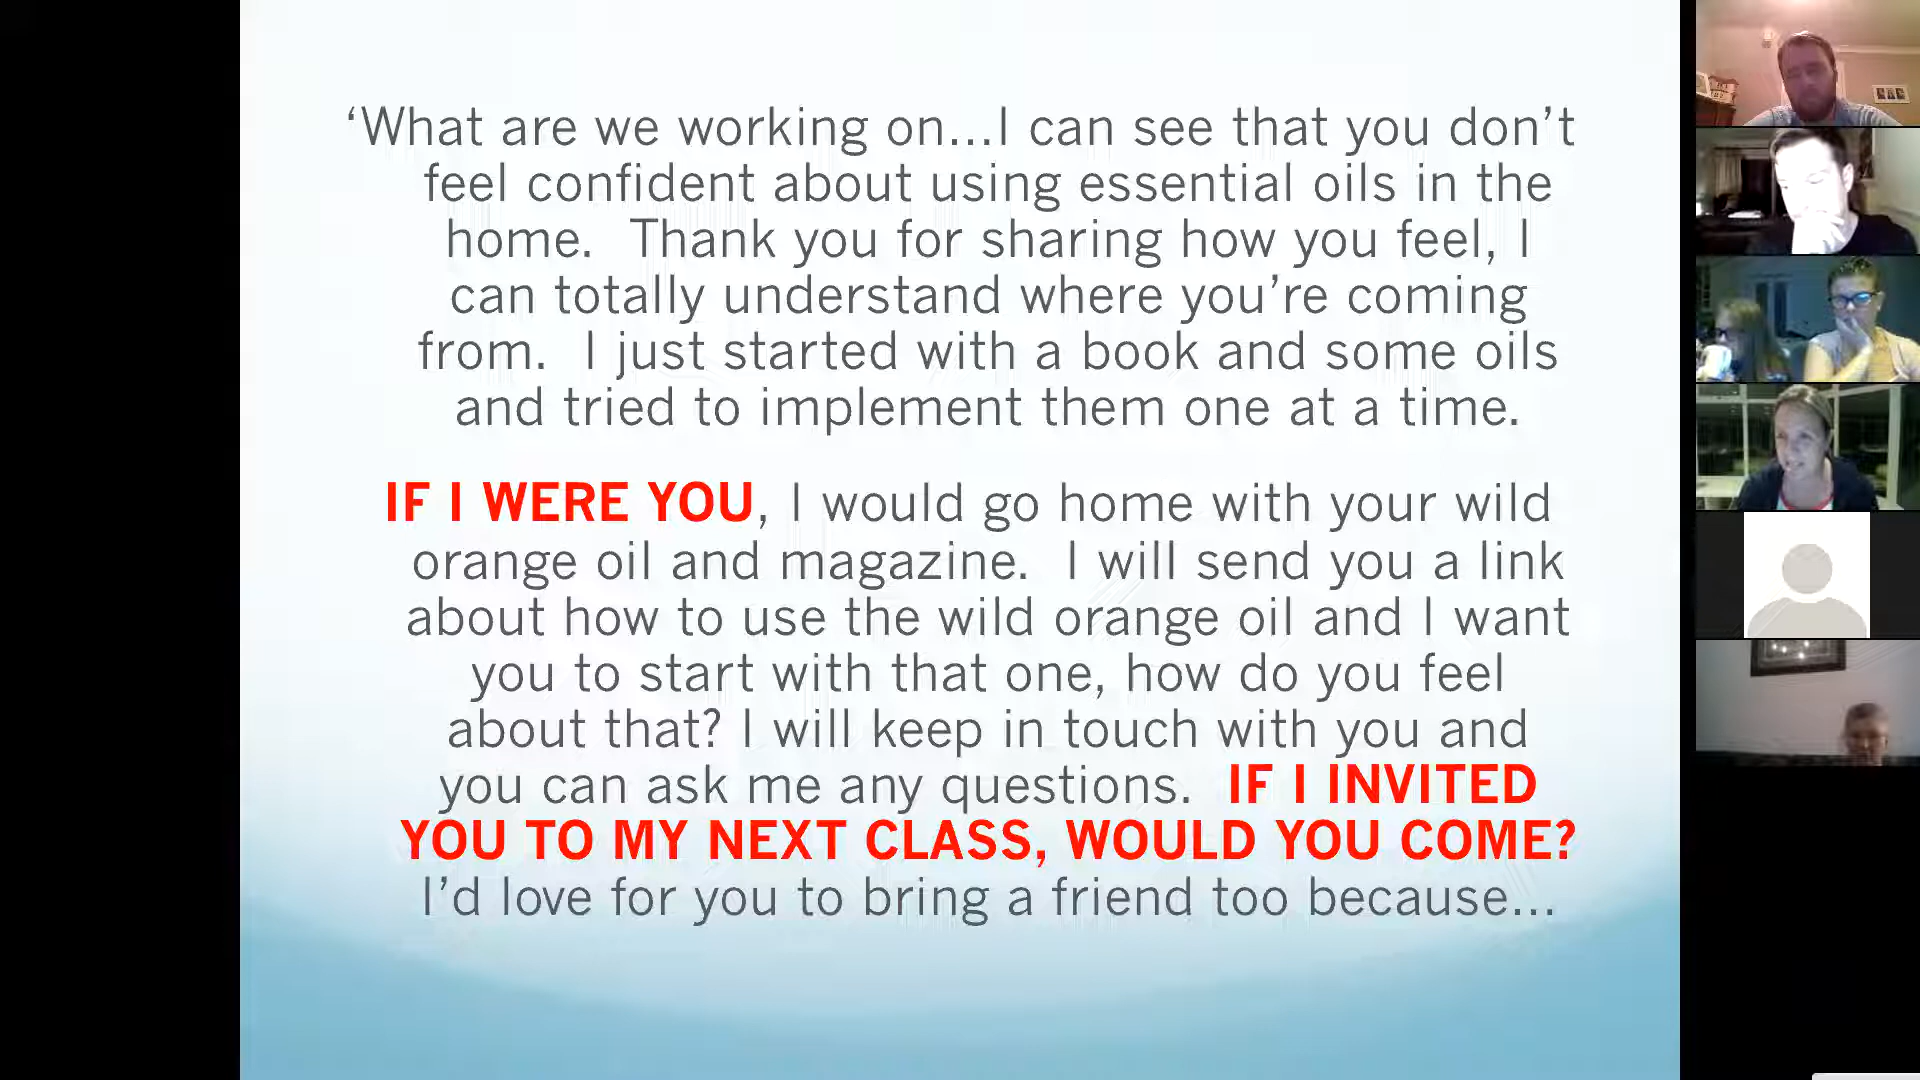 ‘What are we working on...I can see that you don’t
feel confident about using essential oils in the
home.  Thank you for sharing how you feel, I
can totally understand where you’re coming
from.  I just started with a book and some oils
and tried to implement them one at a time.
IF I WERE YOU, I would go home with your wild
orange oil and magazine.  I will send you a link
about how to use the wild orange oil and I want
you to start with that one, how do you feel
about that? I will keep in touch with you and
you can ask me any questions.  IF I INVITED
YOU TO MY NEXT CLASS, WOULD YOU COME?
I’d love for you to bring a friend too because...